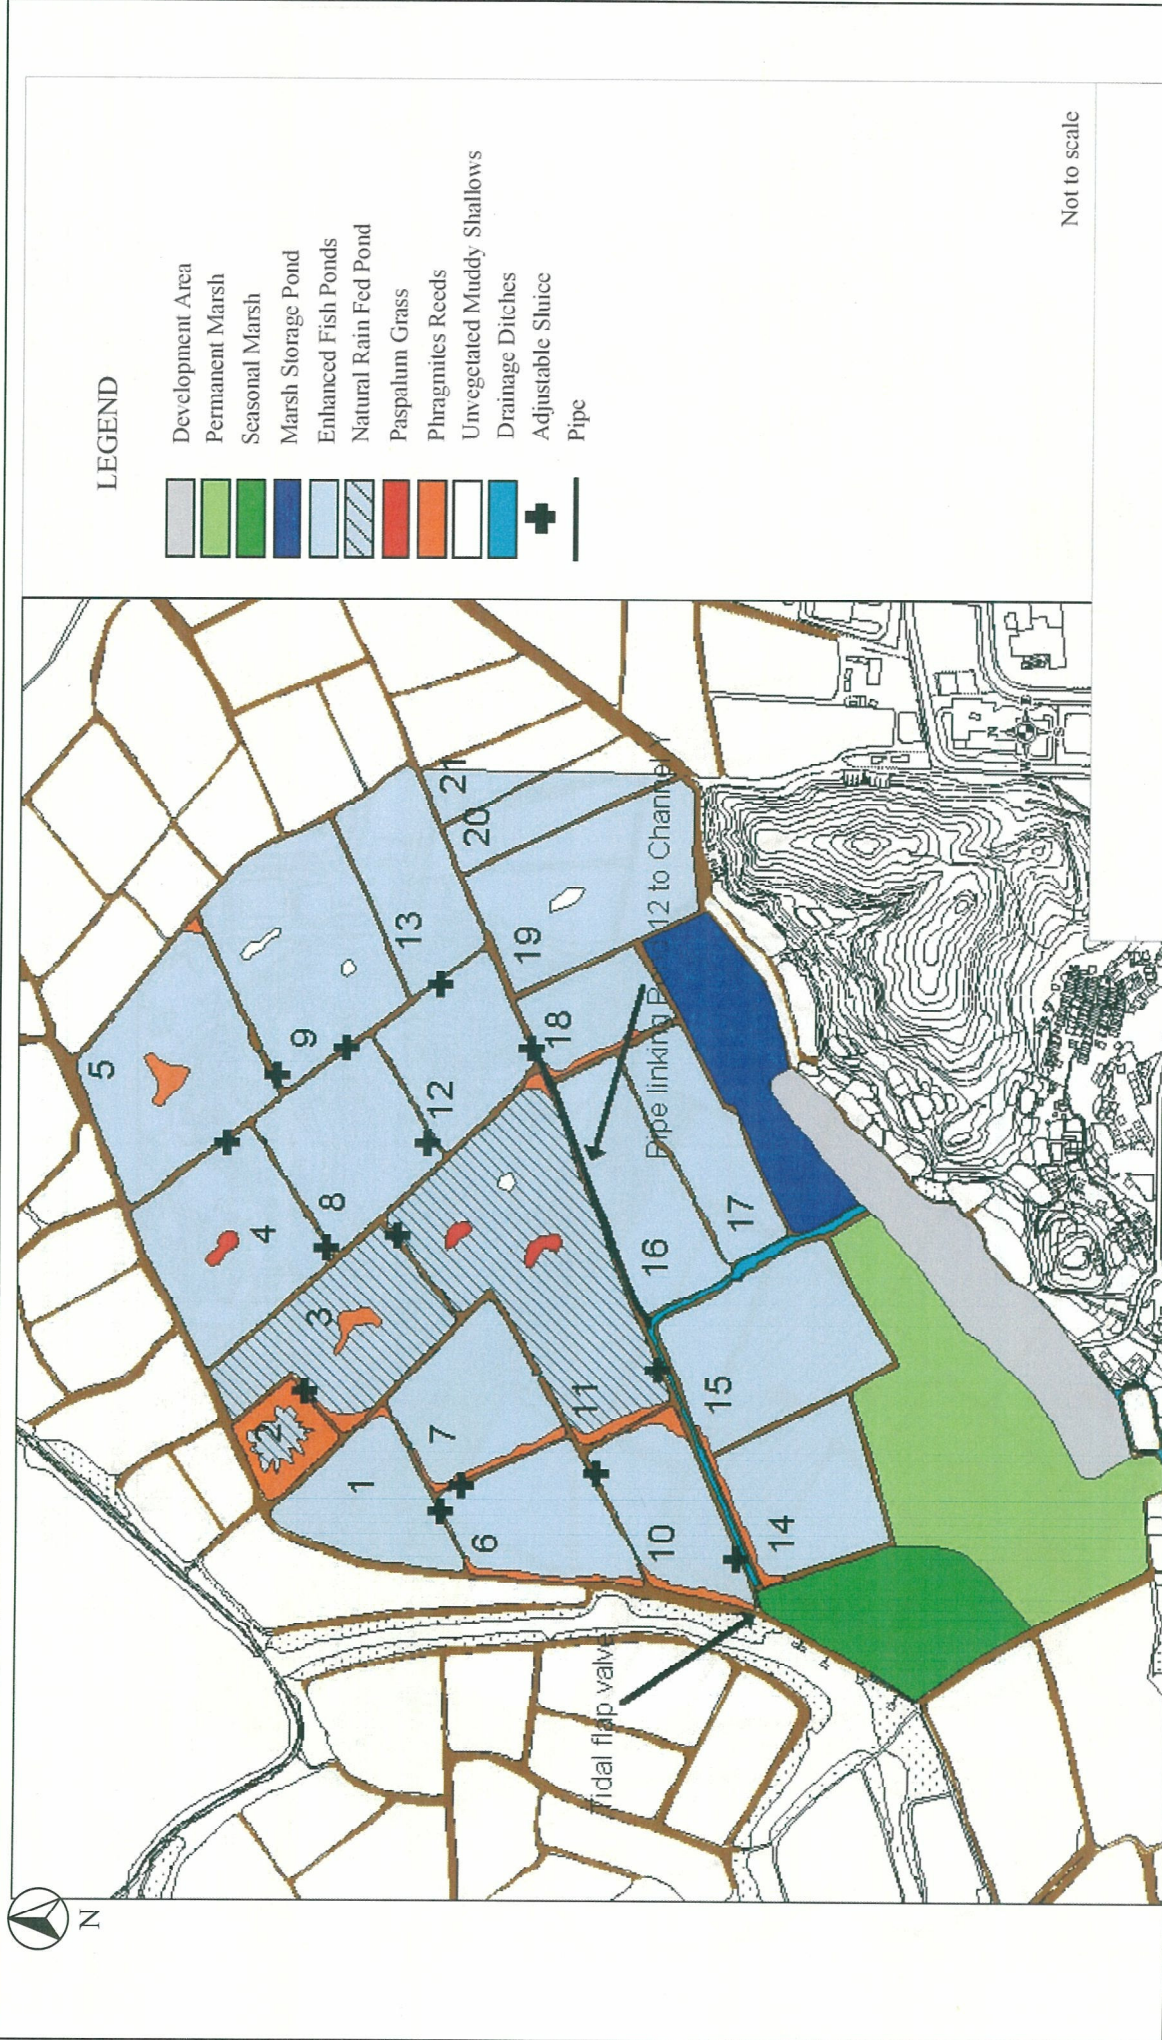 N
LEGEND
Development Area
Permanent Marsh
Seasonal Marsh
Marsh Storage Pond
Enhanced Fish Ponds
Natural Rain Fed Pond
Paspalum Grass
Phragmites Reeds
Unvegetated Muddy Shallows
Drainage Ditches
Adjustable Sluice
Pipe
Not to scale
1
2
3
4
5
6
7
8
9
10
11
12
13
14
15
16
17
18
19
20
21
Tidal flap valve
Pipe linking
12 to Channel
N
W
E
S